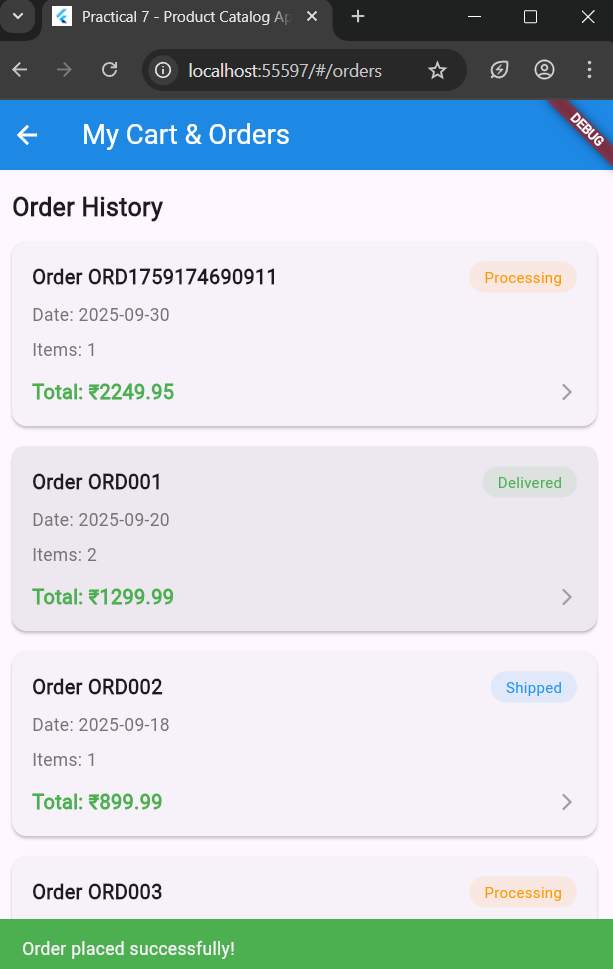 Practical 7 - Product Catalog Ap
localhost:55597/#/orders
My Cart & Orders
DEBUG
Order History
Order ORD1759174690911
Processing
Date: 2025-09-30
Items: 1
Total: ₹2249.95
Order ORD001
Delivered
Date: 2025-09-20
Items: 2
Total: ₹1299.99
Order ORD002
Shipped
Date: 2025-09-18
Items: 1
Total: ₹899.99
Order ORD003
Processing
Order placed successfully!